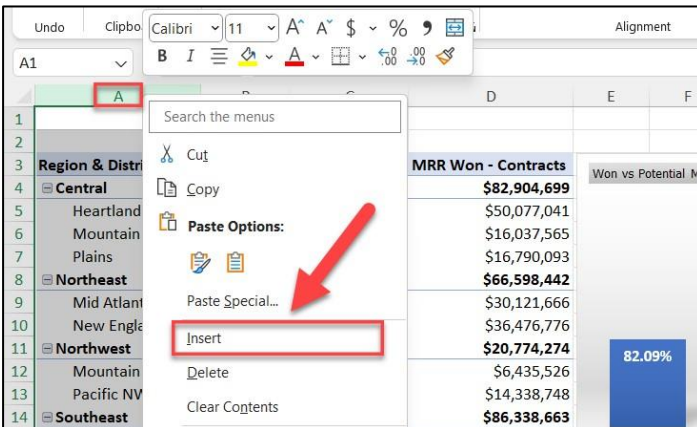 Undo Clipbo Calibri 11 A^ A˅ $ % 9 Alignment
A1 B I A .00 .00
A D E F
1 Search the menus
2 Cut
3 Region & Distri MRR Won - Contracts Won vs Potential M
4 Central Copy $82,904,699
5 Heartland $50,077,041
6 Mountain Paste Options: $16,037,565
7 Plains $16,790,093
8 Northeast $66,598,442
9 Mid Atlant Paste Special... $30,121,666
10 New Engla $36,476,776
11 Northwest Insert $20,774,274 82.09%
12 Mountain Delete $6,435,526
13 Pacific NW $14,338,748
14 Southeast Clear Contents $86,338,663